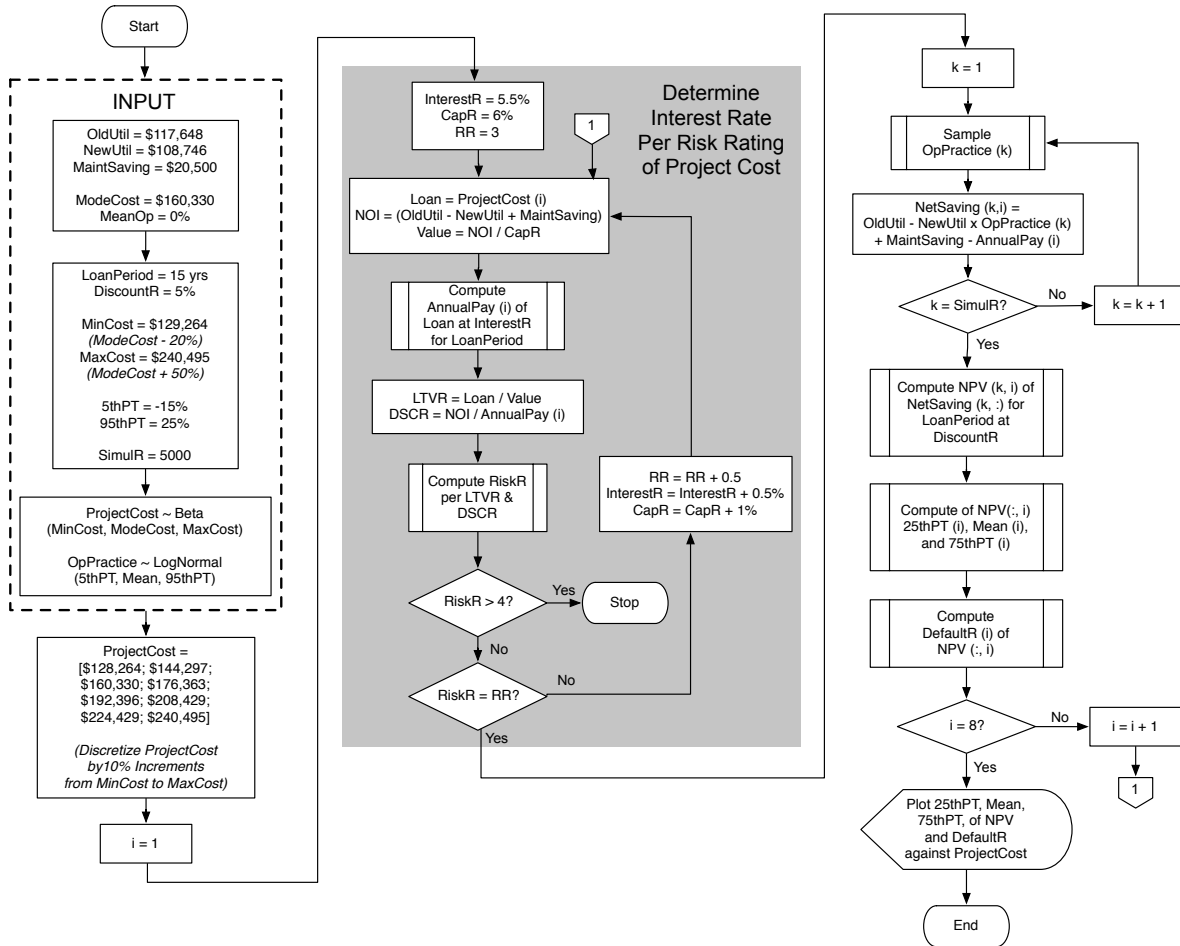 Start
INPUT
OldUtil = $117,648
NewUtil = $108,746
MaintSaving = $20,500
ModeCost = $160,330
MeanOp = 0%
LoanPeriod = 15 yrs
DiscountR = 5%
MinCost = $129,264
(ModeCost - 20%)
MaxCost = $240,495
(ModeCost + 50%)
5thPT = -15%
95thPT = 25%
SimulR = 5000
ProjectCost ~ Beta
(MinCost, ModeCost, MaxCost)
OpPractice ~ LogNormal
(5thPT, Mean, 95thPT)
ProjectCost =
[$128,264; $144,297;
$160,330; $176,363;
$192,396; $208,429;
$224,429; $240,495]
(Discretize ProjectCost
by10% Increments
from MinCost to MaxCost)
i = 1
Determine
Interest Rate
Per Risk Rating
of Project Cost
InterestR = 5.5%
CapR = 6%
RR = 3
1
Loan = ProjectCost (i)
NOI = (OldUtil - NewUtil + MaintSaving)
Value = NOI / CapR
Compute
AnnualPay (i) of
Loan at InterestR
for LoanPeriod
LTVR = Loan / Value
DSCR = NOI / AnnualPay (i)
Compute RiskR
per LTVR &
DSCR
RR = RR + 0.5
InterestR = InterestR + 0.5%
CapR = CapR + 1%
RiskR > 4?
Yes
Stop
No
RiskR = RR?
No
Yes
k = 1
Sample
OpPractice (k)
NetSaving (k,i) =
OldUtil - NewUtil x OpPractice (k)
+ MaintSaving - AnnualPay (i)
k = SimulR?
No
k = k + 1
Yes
Compute NPV (k, i) of
NetSaving (k, :) for
LoanPeriod at
DiscountR
Compute of NPV(:, i)
25thPT (i), Mean (i),
and 75thPT (i)
Compute
DefaultR (i) of
NPV (:, i)
i = 8?
No
i = i + 1
1
Yes
Plot 25thPT, Mean,
75thPT, of NPV
and DefaultR
against ProjectCost
End